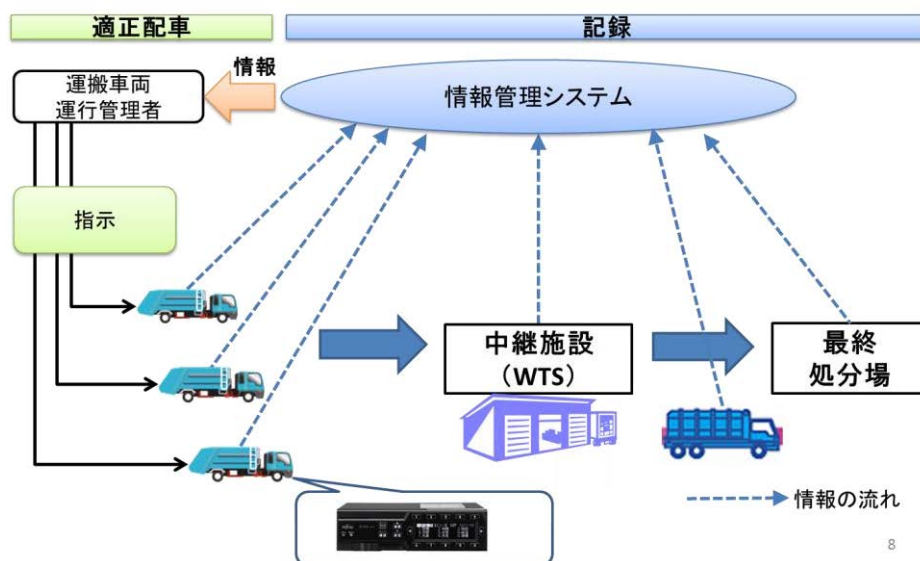 適正配車
記録
情報
運搬車両
運行管理者
情報管理システム
指示
中継施設
（WTS）
最終
処分場
情報の流れ
8